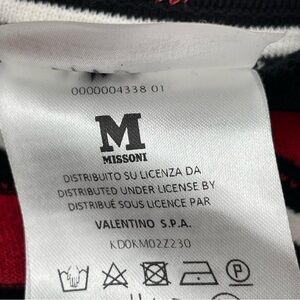 0000004338 01
M
MISSONI
DISTRIBUITO SU LICENZA DA
DISTRIBUTED UNDER LICENSE BY
DISTRIBUÉ SOUS LICENCE PAR
VALENTINO S.P.A.
KD0KM02Z230
P